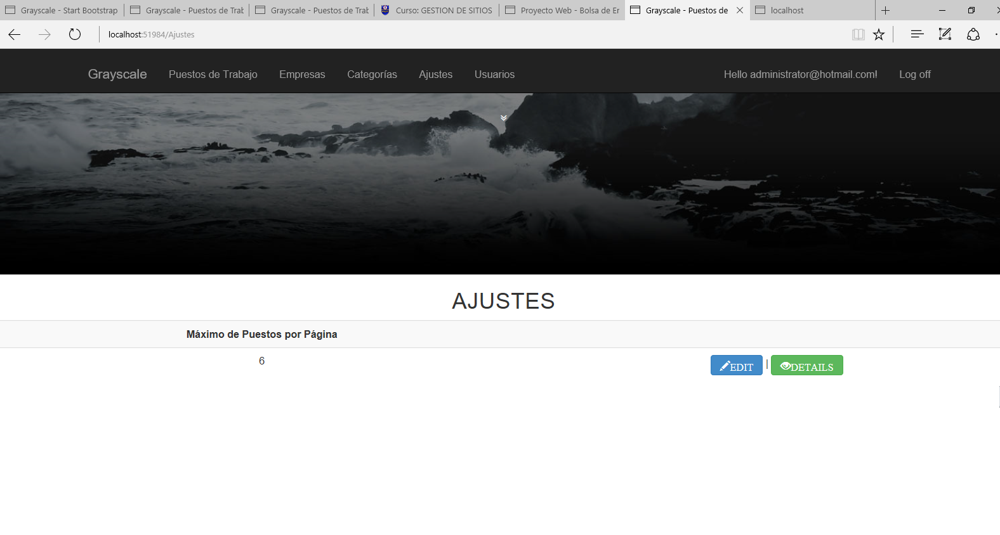 Grayscale - Start Bootstrap
Grayscale - Puestos de Trab
Grayscale - Puestos de Trab
Curso: GESTION DE SITIOS
Proyecto Web - Bolsa de Er
Grayscale - Puestos de
localhost
localhost:51984/Ajustes
Grayscale Puestos de Trabajo Empresas Categorías Ajustes Usuarios Hello administrator@hotmail.com! Log off
AJUSTES
Máximo de Puestos por Página
6 EDIT | DETAILS